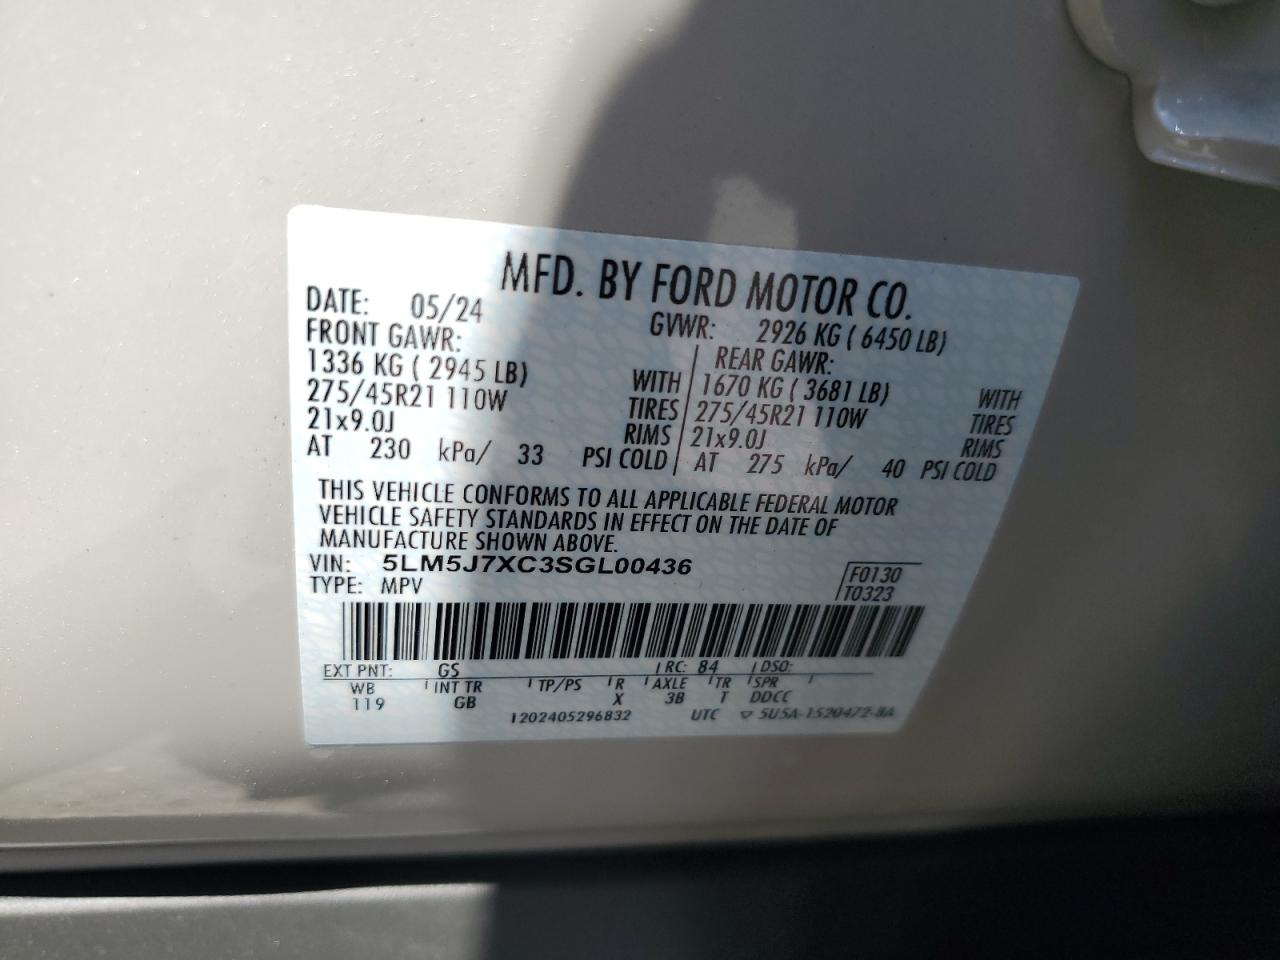 MFD. BY FORD MOTOR CO.
DATE: 05/24 GVWR: 2926 KG ( 6450 LB)
FRONT GAWR: REAR GAWR:
1336 KG ( 2945 LB) WITH 1670 KG ( 3681 LB) WITH
275/45R21 110W TIRES 275/45R21 110W TIRES
21x9.0J RIMS 21x9.0J RIMS
AT 230 kPa/ 33 PSI COLD AT 275 kPa/ 40 PSI COLD
THIS VEHICLE CONFORMS TO ALL APPLICABLE FEDERAL MOTOR
VEHICLE SAFETY STANDARDS IN EFFECT ON THE DATE OF
MANUFACTURE SHOWN ABOVE.
VIN: 5LM5J7XC3SGL00436 F0130
TYPE: MPV T0323
EXT PNT: GS RC: 84 DSO:
WB INT TR TP/PS R AXLE TR SPR
119 GB X 3B T DDCC
1202405296832 UTC ▽ 5U5A-1520472-8A